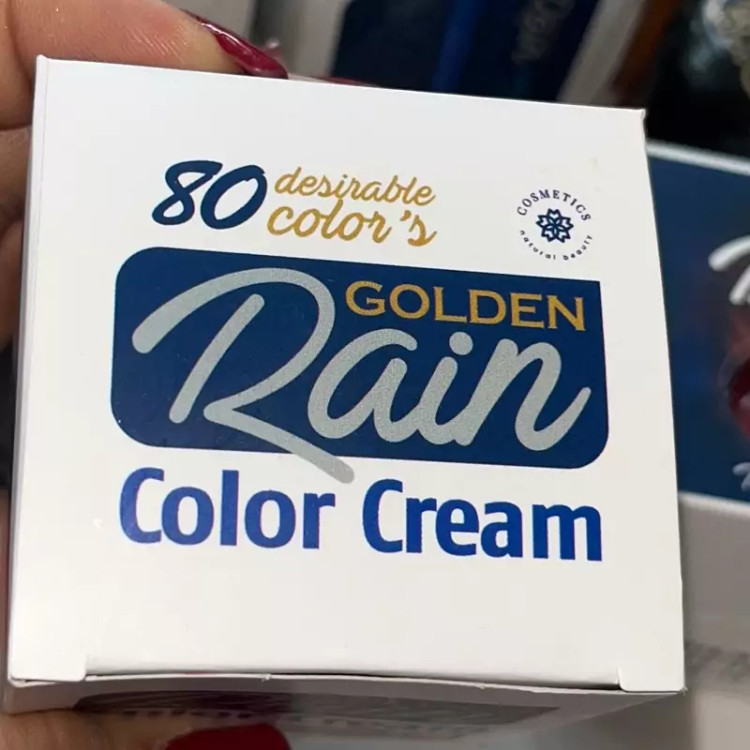 80 desirable
color's
COSMETICS
natural beauty
GOLDEN
Rain
Color Cream